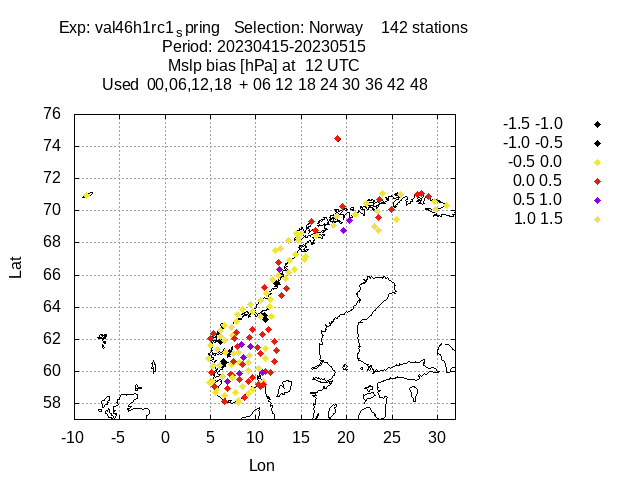 Exp: val46h1rc1spring Selection: Norway 142 stations
Period: 20230415-20230515
Mslp bias [hPa] at 12 UTC
Used 00,06,12,18 + 06 12 18 24 30 36 42 48
76
74
72
70
68
66
64
62
60
58
Lat
-10 -5 0 5 10 15 20 25 30
Lon
-1.5 -1.0
-1.0 -0.5
-0.5 0.0
0.0 0.5
0.5 1.0
1.0 1.5